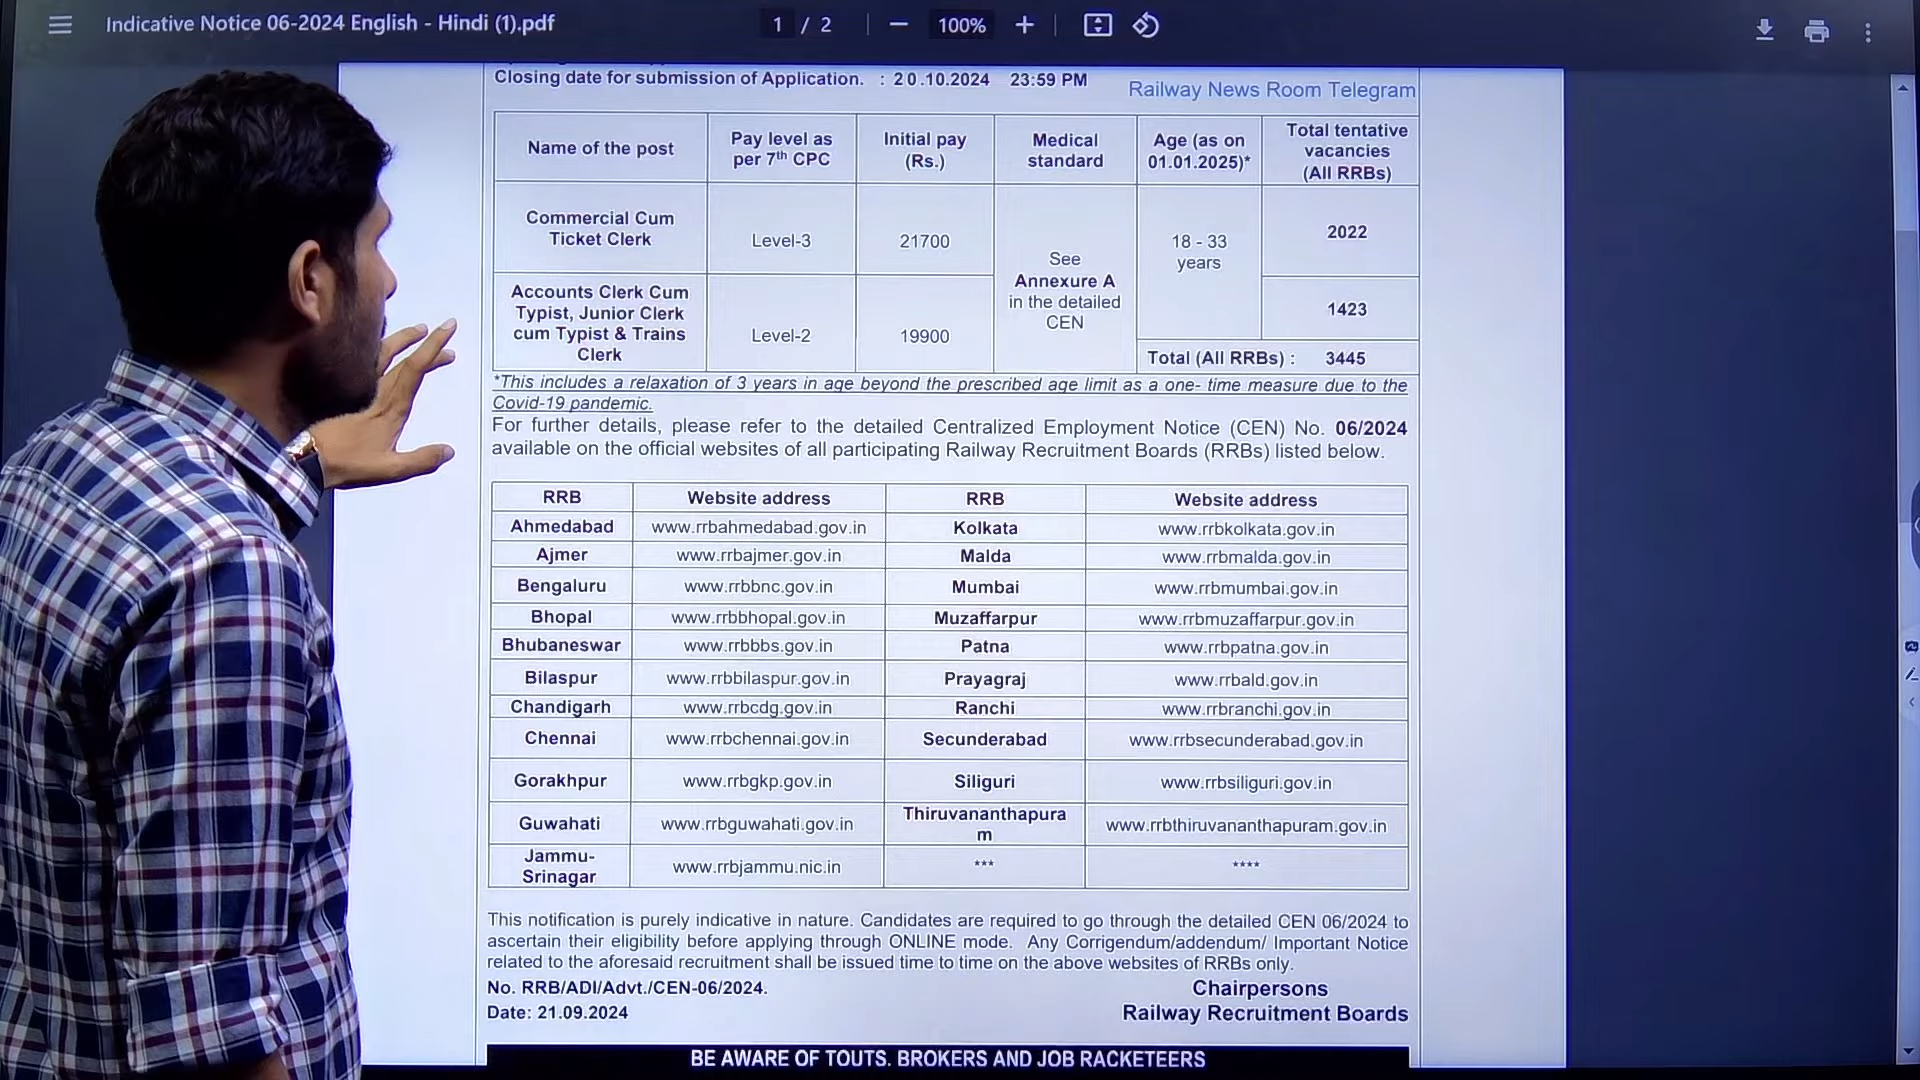 Indicative Notice 06-2024 English - Hindi (1).pdf
1 / 2
100%
Closing date for submission of Application. : 20.10.2024 23:59 PM
Railway News Room Telegram
Name of the post
Pay level as
per 7th CPC
Initial pay
(Rs.)
Medical
standard
Age (as on
01.01.2025)*
Total tentative
vacancies
(All RRBs)
Commercial Cum
Ticket Clerk
Level-3
21700
See
Annexure A
in the detailed
CEN
18 - 33
years
2022
Accounts Clerk Cum
Typist, Junior Clerk
cum Typist & Trains
Clerk
Level-2
19900
1423
Total (All RRBs) : 3445
*This includes a relaxation of 3 years in age beyond the prescribed age limit as a one- time measure due to the
Covid-19 pandemic.
For further details, please refer to the detailed Centralized Employment Notice (CEN) No. 06/2024
available on the official websites of all participating Railway Recruitment Boards (RRBs) listed below.
RRB Website address RRB Website address
Ahmedabad www.rrbahmedabad.gov.in Kolkata www.rrbkolkata.gov.in
Ajmer www.rrbajmer.gov.in Malda www.rrbmalda.gov.in
Bengaluru www.rrbbnc.gov.in Mumbai www.rrbmumbai.gov.in
Bhopal www.rrbbhopal.gov.in Muzaffarpur www.rrbmuzaffarpur.gov.in
Bhubaneswar www.rrbbbs.gov.in Patna www.rrbpatna.gov.in
Bilaspur www.rrbbilaspur.gov.in Prayagraj www.rrbald.gov.in
Chandigarh www.rrbcdg.gov.in Ranchi www.rrbranchi.gov.in
Chennai www.rrbchennai.gov.in Secunderabad www.rrbsecunderabad.gov.in
Gorakhpur www.rrbgkp.gov.in Siliguri www.rrbsiliguri.gov.in
Guwahati www.rrbguwahati.gov.in Thiruvananthapura
m www.rrbthiruvananthapuram.gov.in
Jammu-
Srinagar www.rrbjammu.nic.in *** ****
This notification is purely indicative in nature. Candidates are required to go through the detailed CEN 06/2024 to
ascertain their eligibility before applying through ONLINE mode. Any Corrigendum/addendum/ Important Notice
related to the aforesaid recruitment shall be issued time to time on the above websites of RRBs only.
No. RRB/ADI/Advt./CEN-06/2024.
Chairpersons
Date: 21.09.2024
Railway Recruitment Boards
BE AWARE OF TOUTS. BROKERS AND JOB RACKETEERS